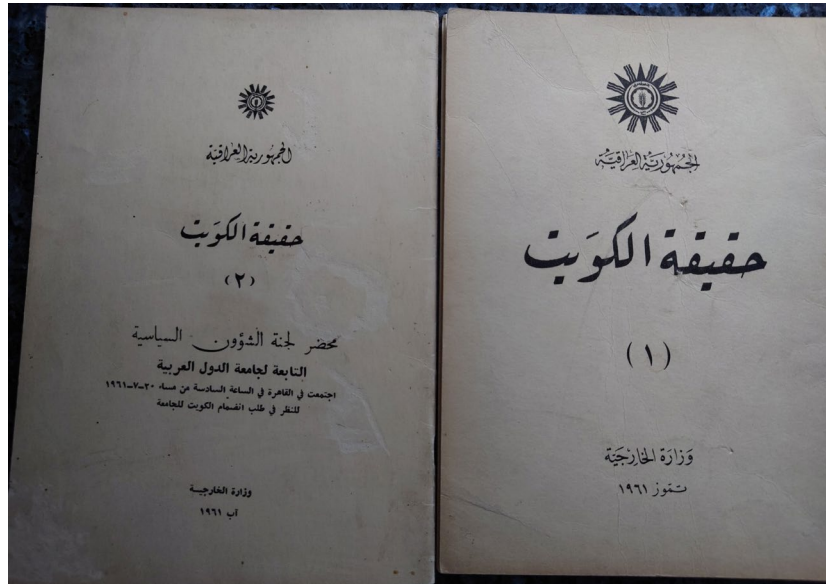 الجمهورية العراقية
حقيقة الكويت
(١)
وزارة الخارجية
تموز ١٩٦١
الجمهورية العراقية
حقيقة الكويت
(٢)
محضر لجنة الشؤون السياسية
التابعة لجامعة الدول العربية
اجتمعت في القاهرة في الساعة السادسة من مساء ٣٠-٧-١٩٦١
للنظر في طلب انضمام الكويت للجامعة
وزارة الخارجية
آب ١٩٦١